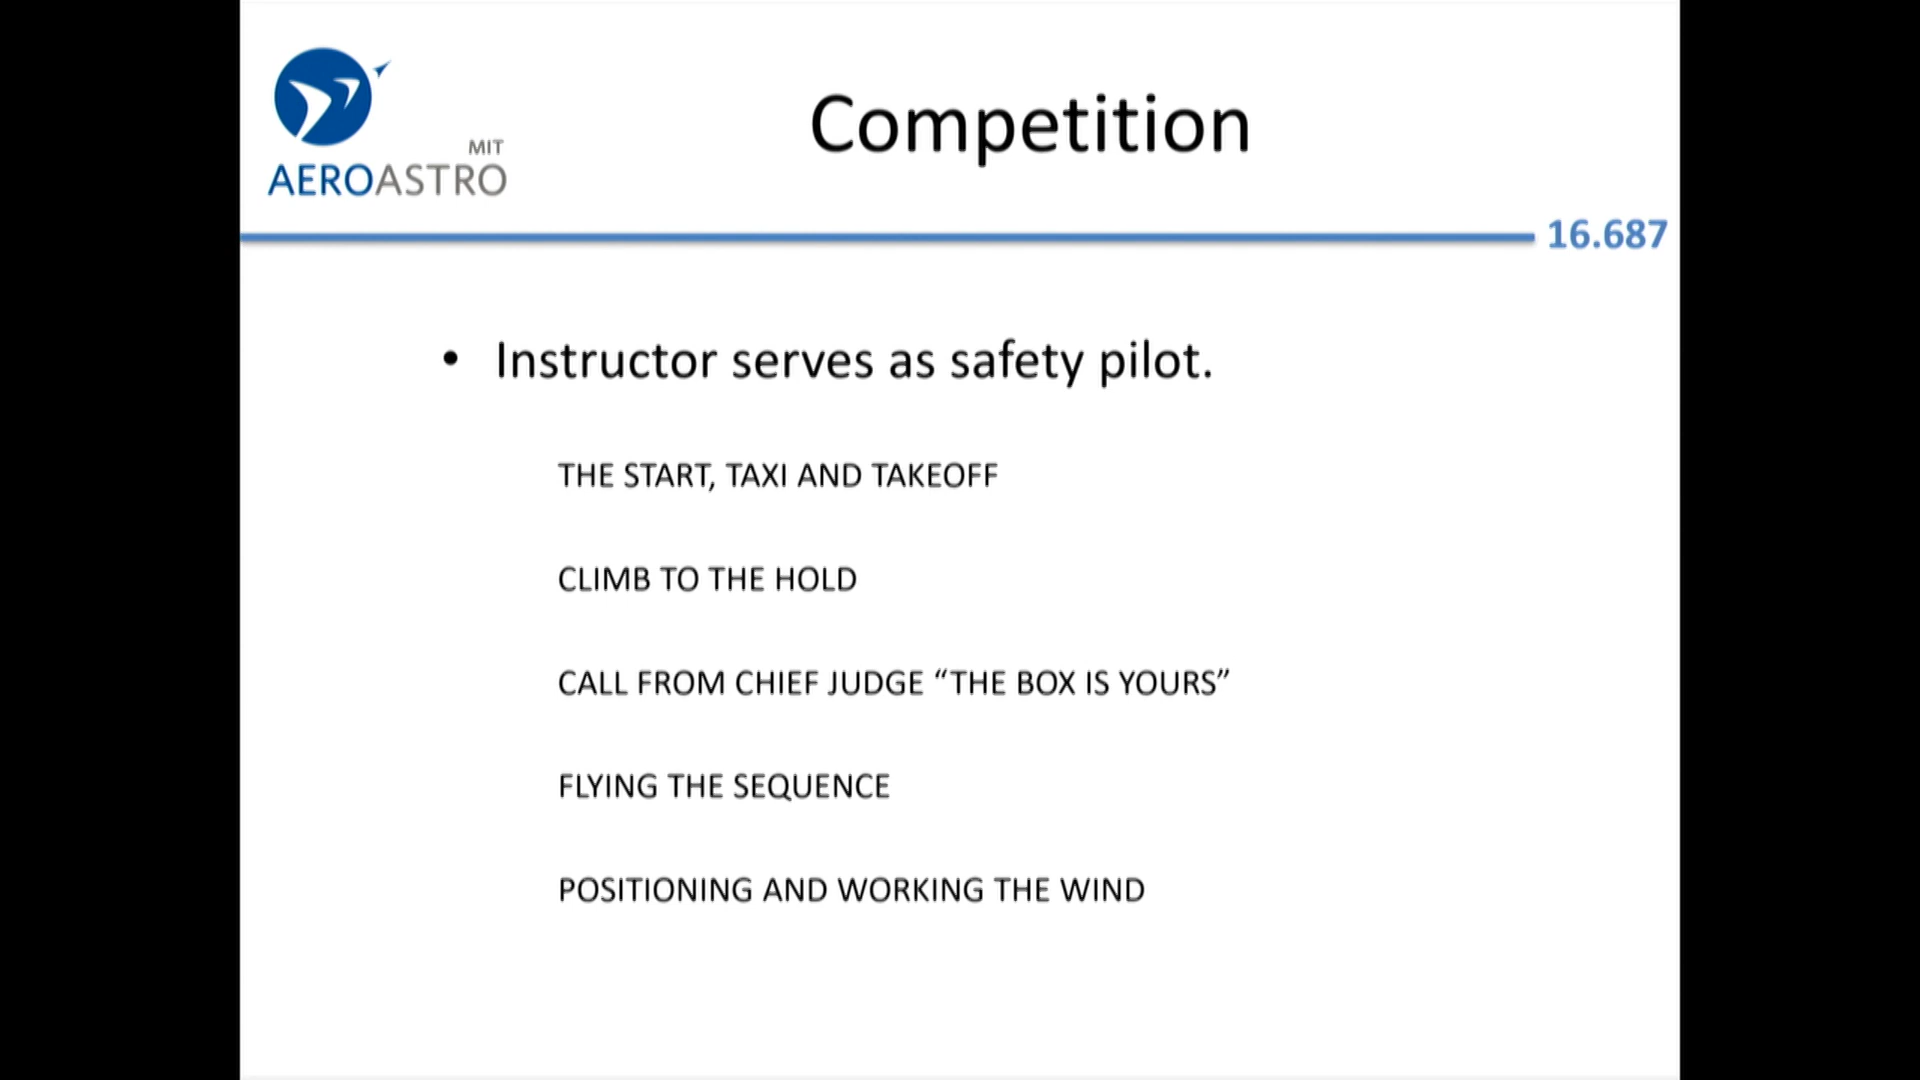 MIT
AEROASTRO
Competition
16.687
• Instructor serves as safety pilot.
THE START, TAXI AND TAKEOFF
CLIMB TO THE HOLD
CALL FROM CHIEF JUDGE “THE BOX IS YOURS”
FLYING THE SEQUENCE
POSITIONING AND WORKING THE WIND